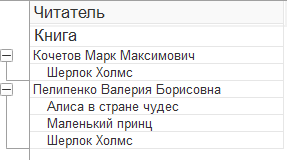 Читатель
Книга
Кочетов Марк Максимович
Шерлок Холмс
Пелипенко Валерия Борисовна
Алиса в стране чудес
Маленький принц
Шерлок Холмс